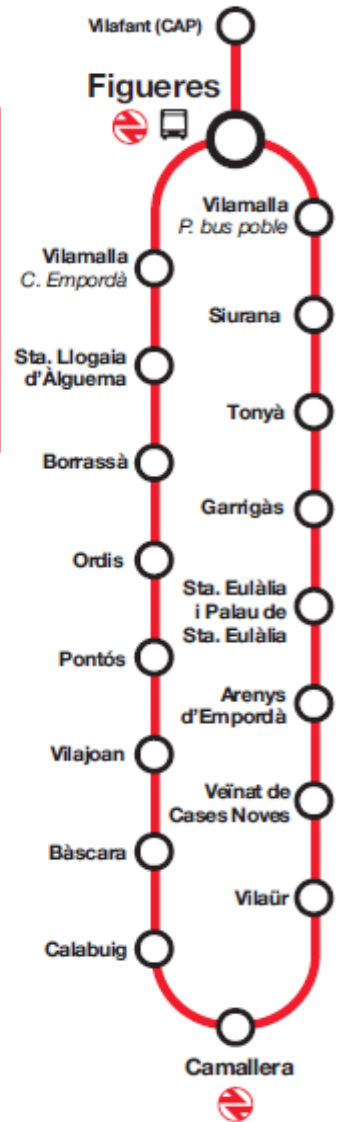 Vilafant (CAP)
Figueres
Vilamalla
P. bus poble
Vilamalla
C. Empordà
Siurana
Sta. Llogaia
d'Àlguema
Tonyà
Borrassà
Garrigàs
Ordis
Sta. Eulàlia
i Palau de
Sta. Eulàlia
Pontós
Arenys
d'Empordà
Vilajoan
Veïnat de
Cases Noves
Bàscara
Vilaür
Calabuig
Camallera